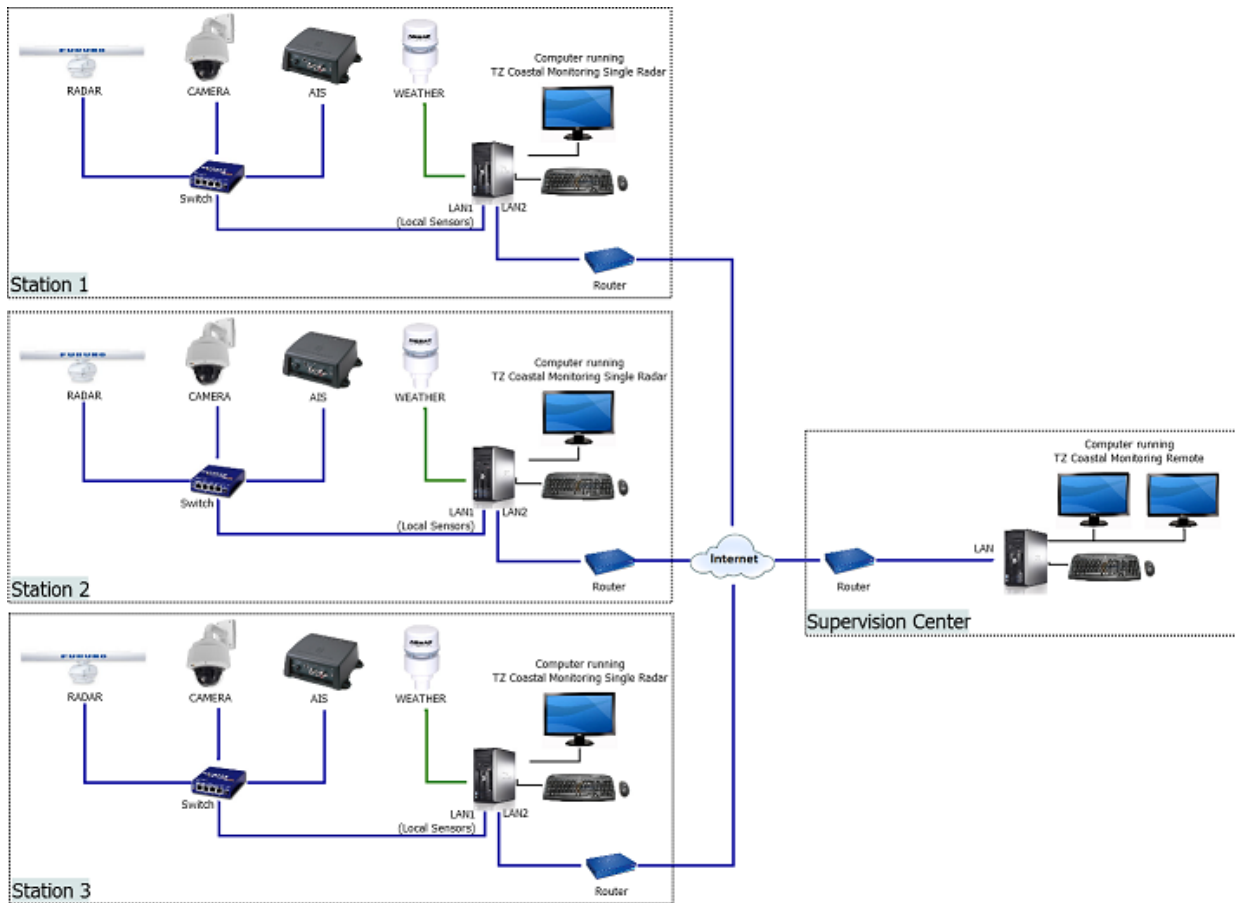 FURUNO
RADAR
CAMERA
AIS
WEATHER
Computer running
TZ Coastal Monitoring Single Radar
Switch
LAN1
(Local Sensors)
LAN2
Router
Station 1
FURUNO
RADAR
CAMERA
AIS
WEATHER
Computer running
TZ Coastal Monitoring Single Radar
Switch
LAN1
(Local Sensors)
LAN2
Router
Station 2
Internet
Router
LAN
Computer running
TZ Coastal Monitoring Remote
Supervision Center
FURUNO
RADAR
CAMERA
AIS
WEATHER
Computer running
TZ Coastal Monitoring Single Radar
Switch
LAN1
(Local Sensors)
LAN2
Router
Station 3